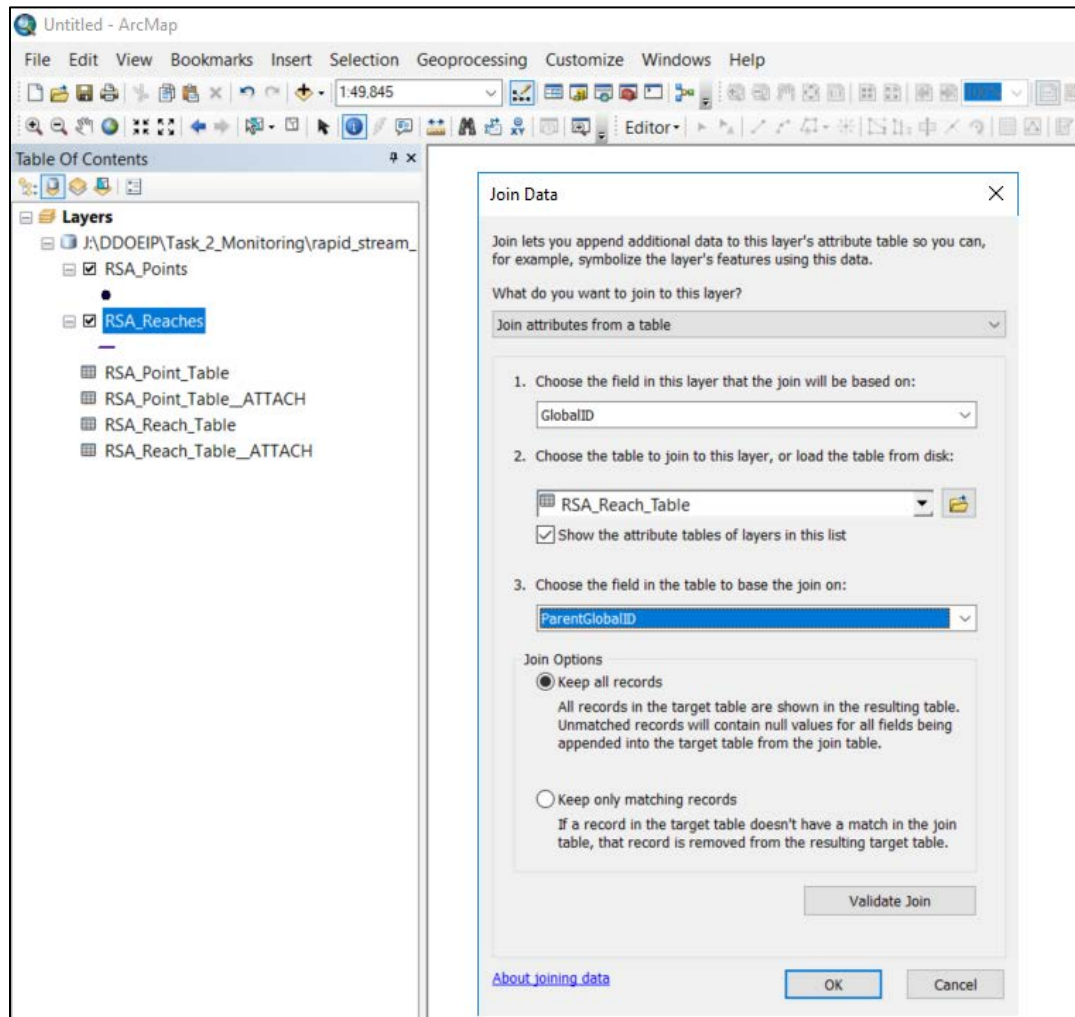 Untitled - ArcMap
File Edit View Bookmarks Insert Selection Geoprocessing Customize Windows Help
1:49,845
Editor
Table Of Contents
Layers
J:\DDOEIP\Task_2_Monitoring\rapid_stream_
RSA_Points
RSA_Reaches
RSA_Point_Table
RSA_Point_Table__ATTACH
RSA_Reach_Table
RSA_Reach_Table__ATTACH
Join Data
Join lets you append additional data to this layer's attribute table so you can,
for example, symbolize the layer's features using this data.
What do you want to join to this layer?
Join attributes from a table
1. Choose the field in this layer that the join will be based on:
GlobalID
2. Choose the table to join to this layer, or load the table from disk:
RSA_Reach_Table
Show the attribute tables of layers in this list
3. Choose the field in the table to base the join on:
ParentGlobalID
Join Options
Keep all records
All records in the target table are shown in the resulting table.
Unmatched records will contain null values for all fields being
appended into the target table from the join table.
Keep only matching records
If a record in the target table doesn't have a match in the join
table, that record is removed from the resulting target table.
Validate Join
About joining data
OK
Cancel